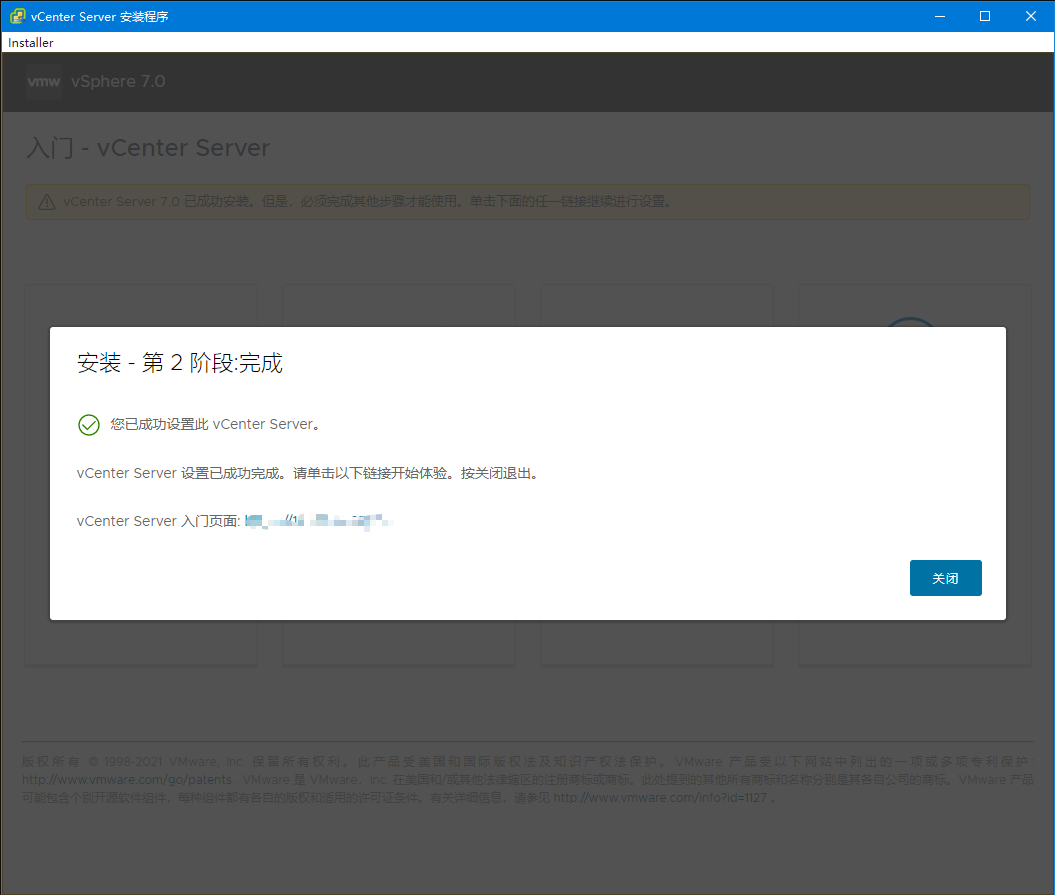 vCenter Server 安装程序
Installer
vmw vSphere 7.0
入门 - vCenter Server
vCenter Server 7.0 已成功安装。但是，必须完成其他步骤才能使用。单击下面的任一链接继续进行设置。
安装 - 第 2 阶段:完成
您已成功设置此 vCenter Server。
vCenter Server 设置已成功完成。请单击以下链接开始体验。按关闭退出。
vCenter Server 入门页面:
关闭
版权所有 © 1998-2021 VMware, Inc. 保留所有权利。此产品受美国和国际版权法及知识产权法保护。VMware 产品受以下网站中列出的一项或多项专利保护:
http://www.vmware.com/go/patents。VMware 是 VMware, Inc. 在美国和/或其他法律辖区的注册商标或商标。此处提到的其他所有商标和名称分别是其各自公司的商标。VMware 产品
可能包含个别开源软件组件，每种组件都有各自的版权和适用的许可证条件。有关详细信息，请参见 http://www.vmware.com/info?id=1127 。